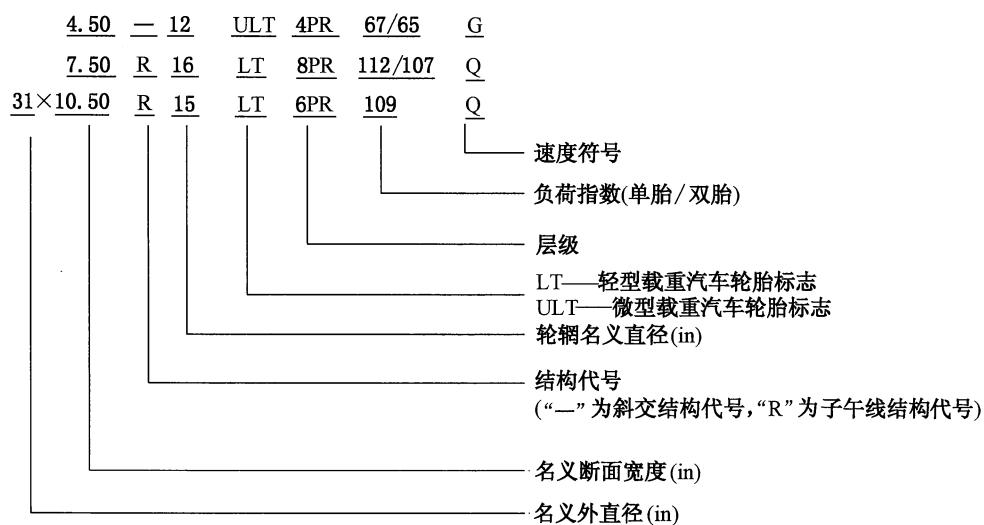 4.50 — 12 ULT 4PR 67/65 G
7.50 R 16 LT 8PR 112/107 Q
31×10.50 R 15 LT 6PR 109 Q
速度符号
负荷指数(单胎/双胎)
层级
LT——轻型载重汽车轮胎标志
ULT——微型载重汽车轮胎标志
轮辋名义直径(in)
结构代号
(“—”为斜交结构代号,“R”为子午线结构代号)
名义断面宽度(in)
名义外直径(in)